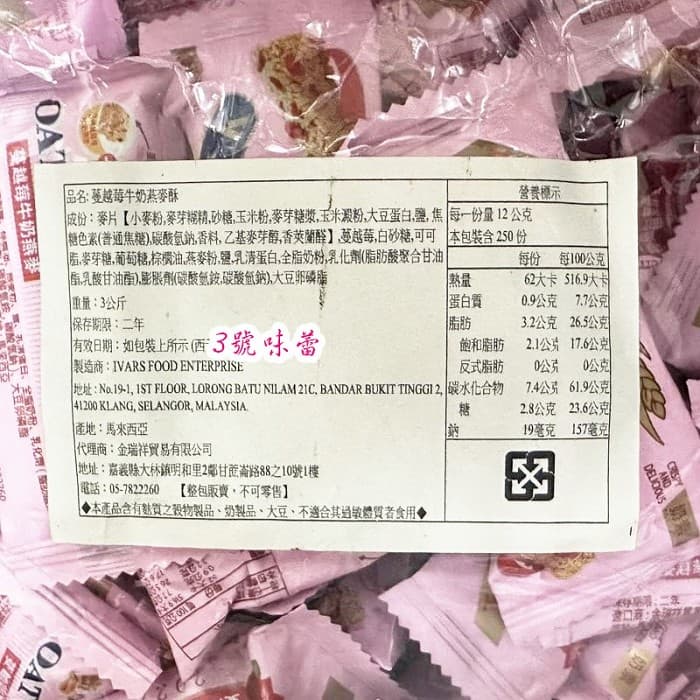 品名:蔓越莓牛奶燕麥酥
成份：麥片【小麥粉,麥芽糊精,砂糖,玉米粉,麥芽糖漿,玉米澱粉,大豆蛋白,鹽,焦
糖色素(普通焦糖),碳酸氫鈉,香料,乙基麥芽醇,香莢蘭醛】,蔓越莓,白砂糖,可可
脂,麥芽糖,葡萄糖,棕櫚油,燕麥粉,鹽,乳清蛋白,全脂奶粉,乳化劑(脂肪酸聚合甘油
酯,乳酸甘油酯),膨脹劑(碳酸氫銨,碳酸氫鈉),大豆卵磷脂
重量：3公斤
保存期限：二年
有效日期：如包裝上所示(西
3號味蕾
製造商：IVARS FOOD ENTERPRISE
地址：No.19-1, 1ST FLOOR, LORONG BATU NILAM 21C, BANDAR BUKIT TINGGI 2,
41200 KLANG, SELANGOR, MALAYSIA.
產地：馬來西亞
代理商：金瑞祥貿易有限公司
地址：嘉義縣大林鎮明和里2鄰甘蔗崙路88之10號1樓
電話：05-7822260 【整包販賣，不可零售】
◆本產品含有麩質之穀物製品、奶製品、大豆、不適合其過敏體質者食用◆
營養標示
每一份量 12 公克
本包裝含 250 份
每份 每100公克
熱量 62大卡 516.9大卡
蛋白質 0.9公克 7.7公克
脂肪 3.2公克 26.5公克
飽和脂肪 2.1公克 17.6公克
反式脂肪 0公克 0公克
碳水化合物 7.4公克 61.9公克
糖 2.8公克 23.6公克
鈉 19毫克 157毫克
OAT
蔓越莓牛奶燕麥
CRISPY
AND
DELICIOUS
OAT